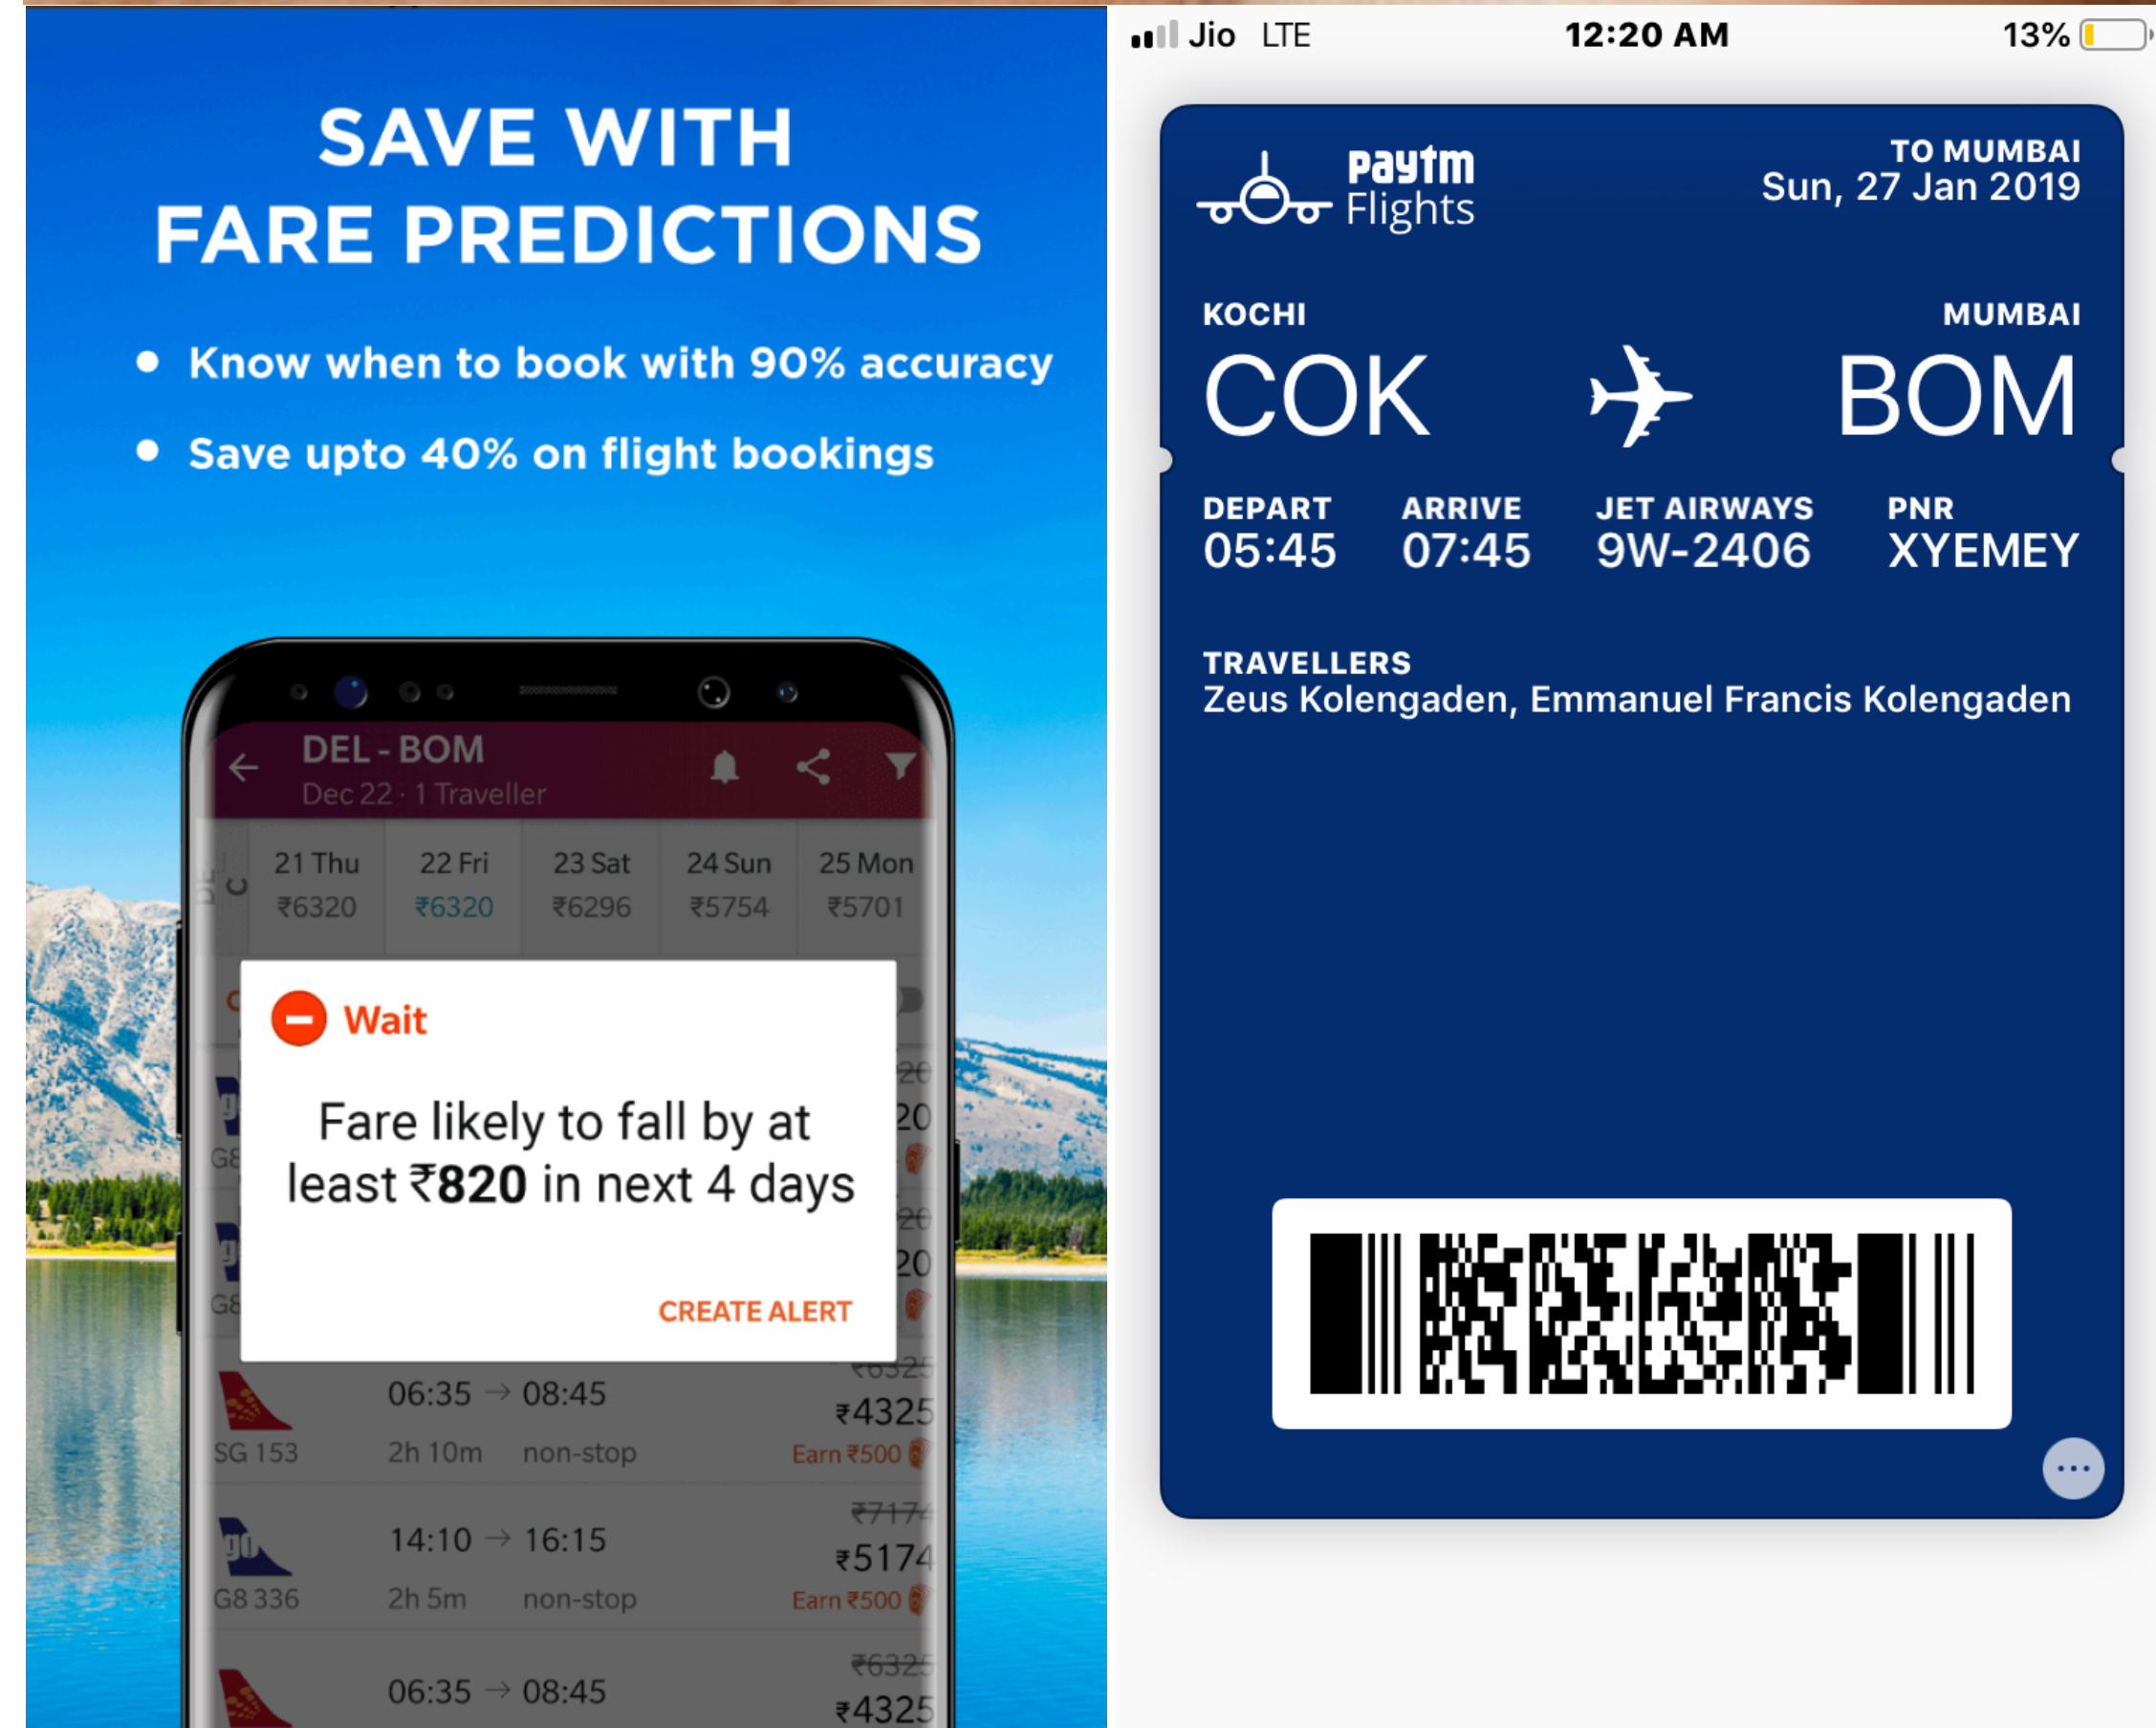 SAVE WITH
FARE PREDICTIONS
Know when to book with 90% accuracy
Save upto 40% on flight bookings
DEL - BOM
Dec 22 · 1 Traveller
21 Thu 22 Fri 23 Sat 24 Sun 25 Mon
₹6320 ₹6320 ₹6296 ₹5754 ₹5701
Wait
Fare likely to fall by at
least ₹820 in next 4 days
CREATE ALERT
06:35 → 08:45
₹4325
SG 153 2h 10m non-stop Earn ₹500
₹7174
go 14:10 → 16:15
₹5174
G8 336 2h 5m non-stop Earn ₹500
₹6325
06:35 → 08:45
₹4325
Jio LTE 12:20 AM 13%
paytm
Flights
TO MUMBAI
Sun, 27 Jan 2019
KOCHI MUMBAI
COK BOM
DEPART ARRIVE JET AIRWAYS PNR
05:45 07:45 9W-2406 XYEMEY
TRAVELLERS
Zeus Kolengaden, Emmanuel Francis Kolengaden